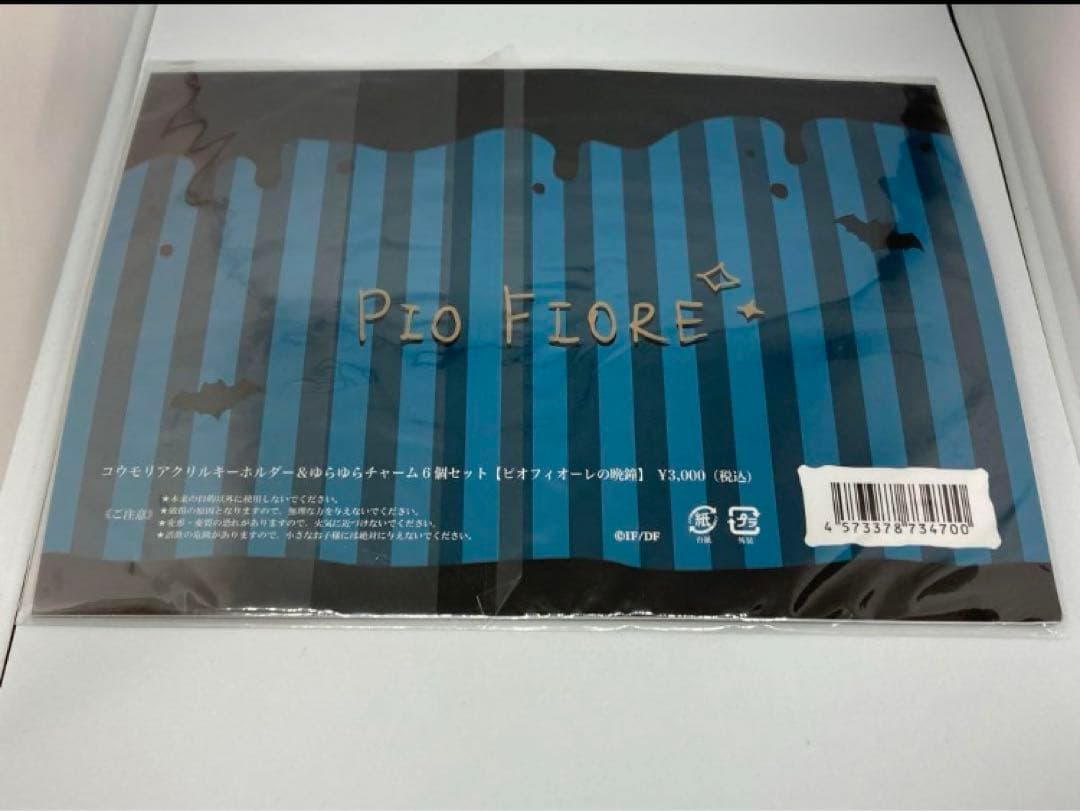 PIO FIORE
コウモリアクリルキーホルダー＆ゆらゆらチャーム６個セット【ピオフィオーレの晩鐘】 ¥3,000（税込）
《ご注意》
★本来の目的以外に使用しないでください。
★破損の原因となりますので、無理な力を与えないでください。
★変形・変質の恐れがありますので、火気に近づけないでください。
★誤飲の危険がありますので、小さなお子様には絶対に与えないでください。
©IF/DF
紙
台紙
プラ
外装
4 573378 734700